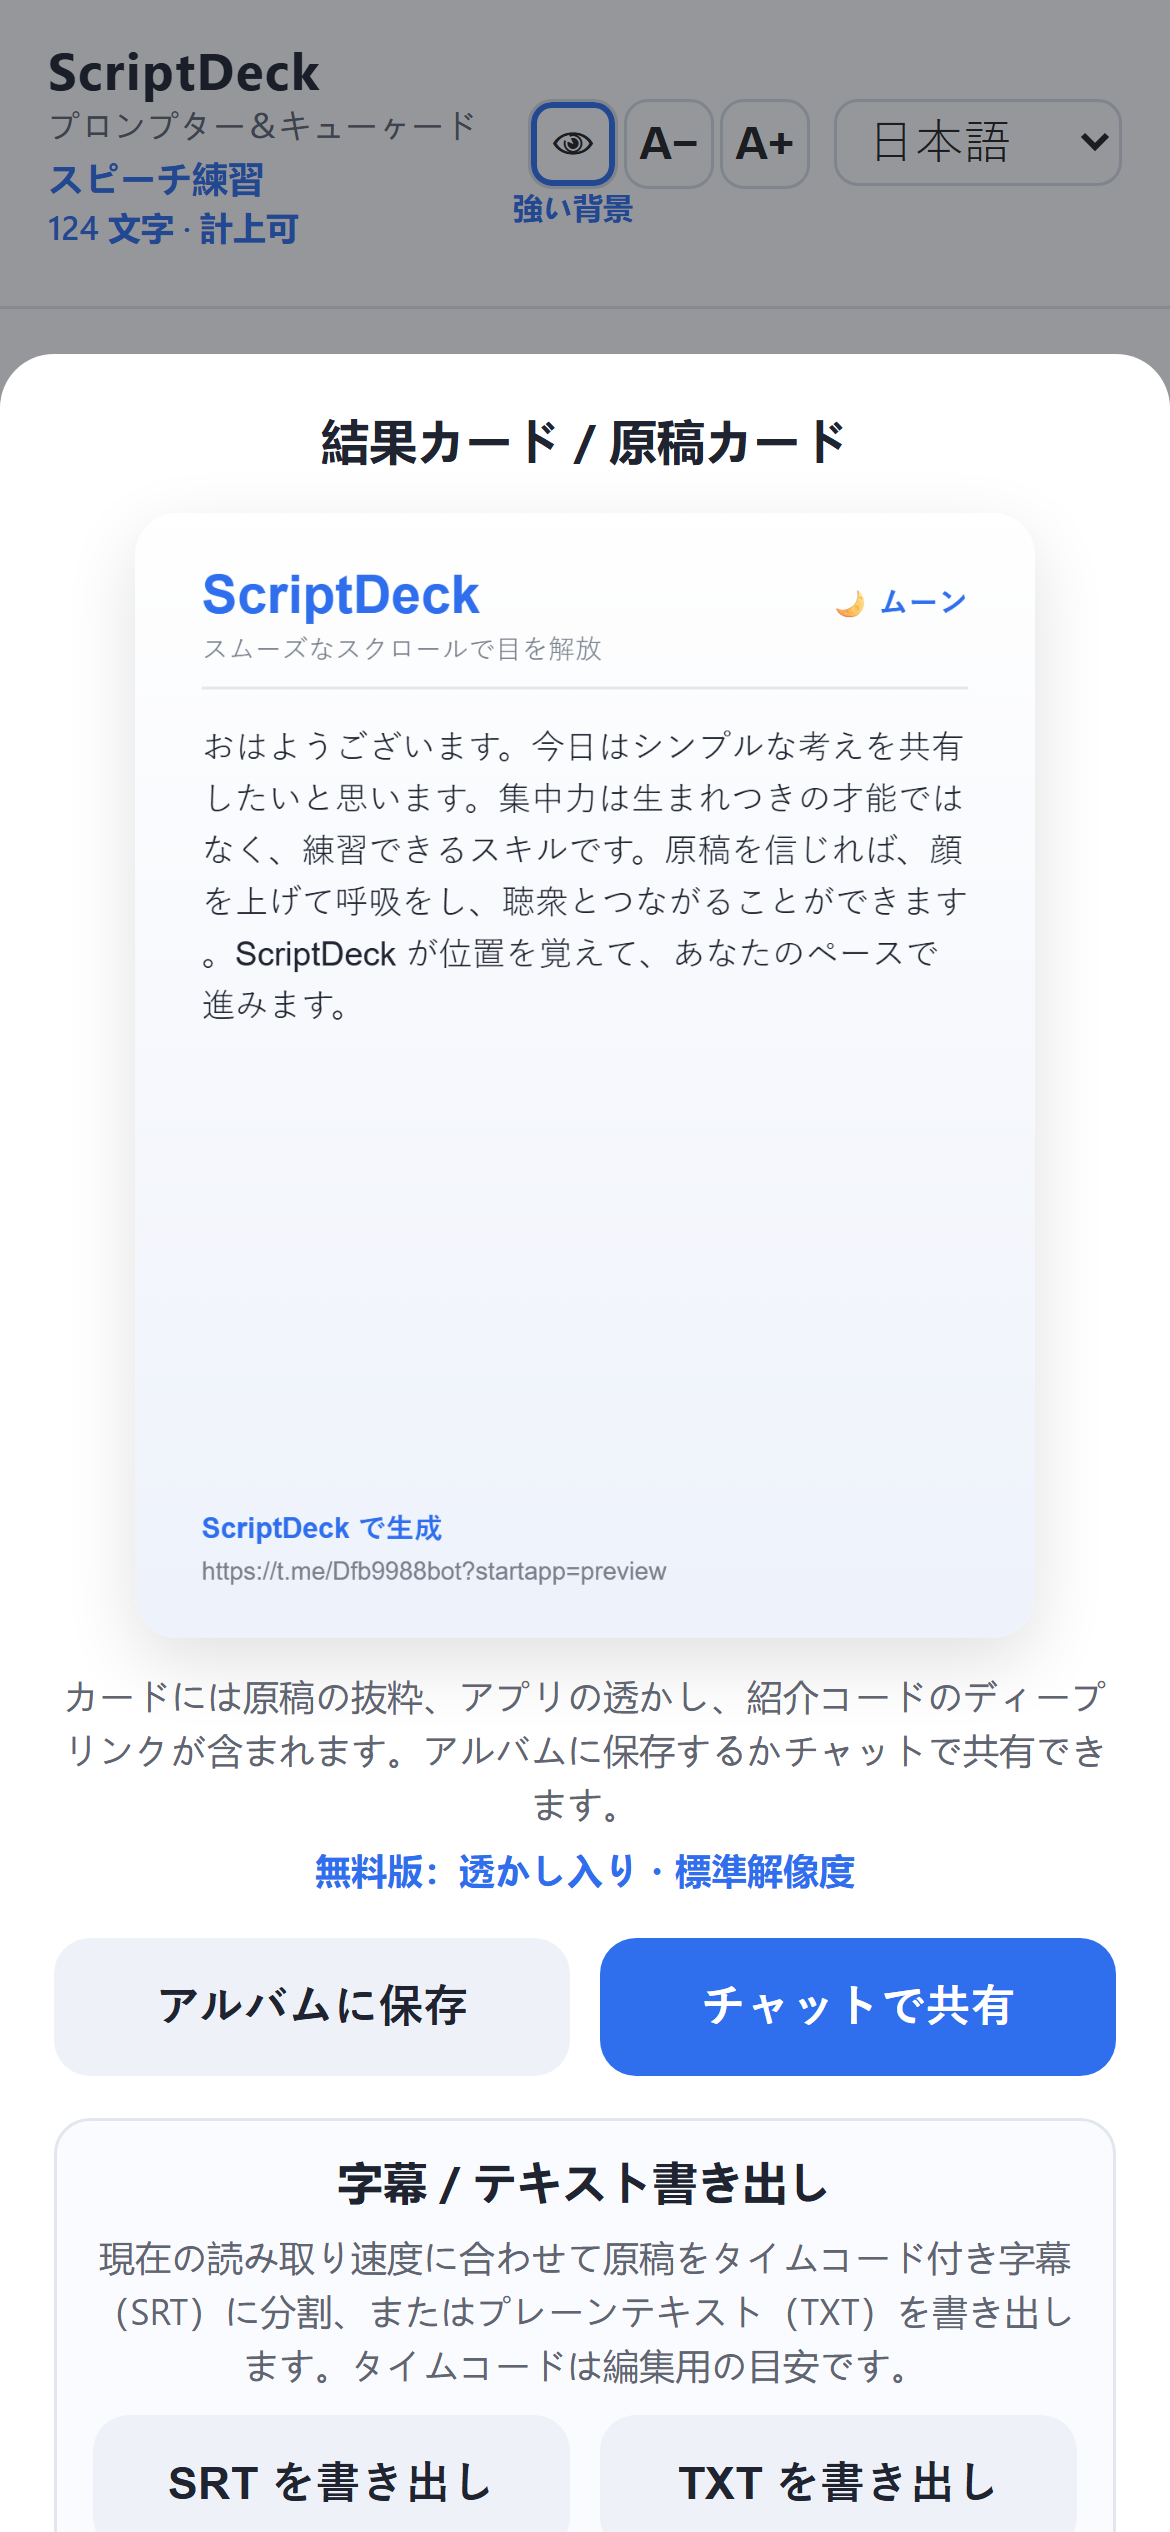 ScriptDeck
プロンプター＆キューヶード
スピーチ練習
124 文字 · 計上可
A−
A+
日本語
強い背景
結果カード / 原稿カード
ScriptDeck
🌙 ムーン
スムーズなスクロールで目を解放
おはようございます。今日はシンプルな考えを共有
したいと思います。集中力は生まれつきの才能では
なく、練習できるスキルです。原稿を信じれば、顔
を上げて呼吸をし、聴衆とつながることができます
。ScriptDeck が位置を覚えて、あなたのペースで
進みます。
ScriptDeck で生成
https://t.me/Dfb9988bot?startapp=preview
カードには原稿の抜粋、アプリの透かし、紹介コードのディープ
リンクが含まれます。アルバムに保存するかチャットで共有でき
ます。
無料版：透かし入り · 標準解像度
アルバムに保存
チャットで共有
字幕 / テキスト書き出し
現在の読み取り速度に合わせて原稿をタイムコード付き字幕
（SRT）に分割、またはプレーンテキスト（TXT）を書き出し
ます。タイムコードは編集用の目安です。
SRT を書き出し
TXT を書き出し